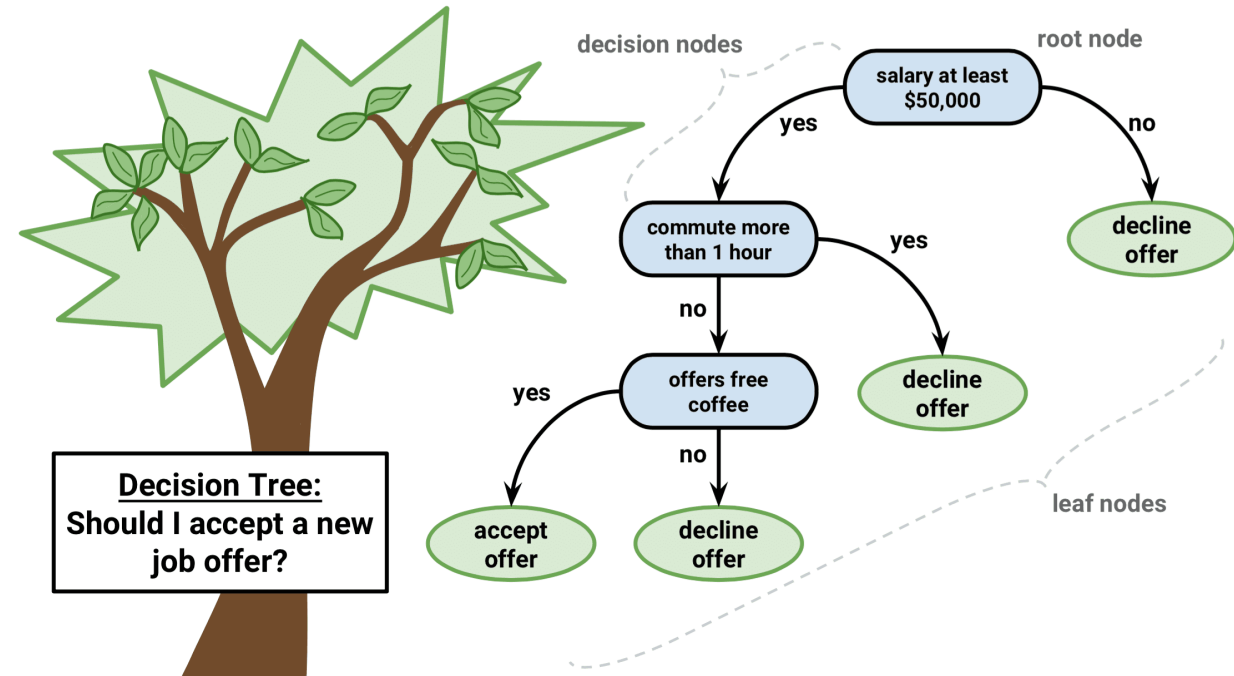 decision nodes
root node
salary at least
$50,000
yes
no
commute more
than 1 hour
yes
decline
offer
no
offers free
coffee
decline
offer
yes
no
accept
offer
decline
offer
leaf nodes
Decision Tree:
Should I accept a new
job offer?